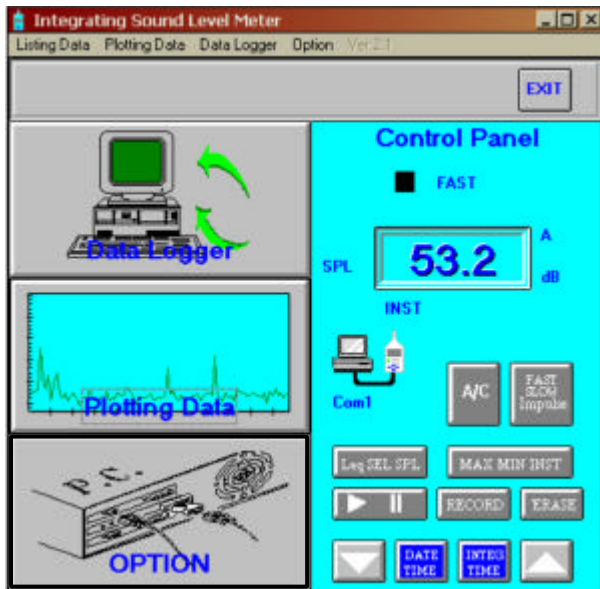 Integrating Sound Level Meter
Listing Data Plotting Data Data Logger Option Ver 2.1
EXIT
Data Logger
Plotting Data
P.C.
OPTION
Control Panel
FAST
SPL 53.2 A dB
INST
Com1
A/C
FAST
SLOW
Impulse
Leq SEL SPL
MAX MIN INST
RECORD
ERASE
DATE
TIME
INTEG
TIME